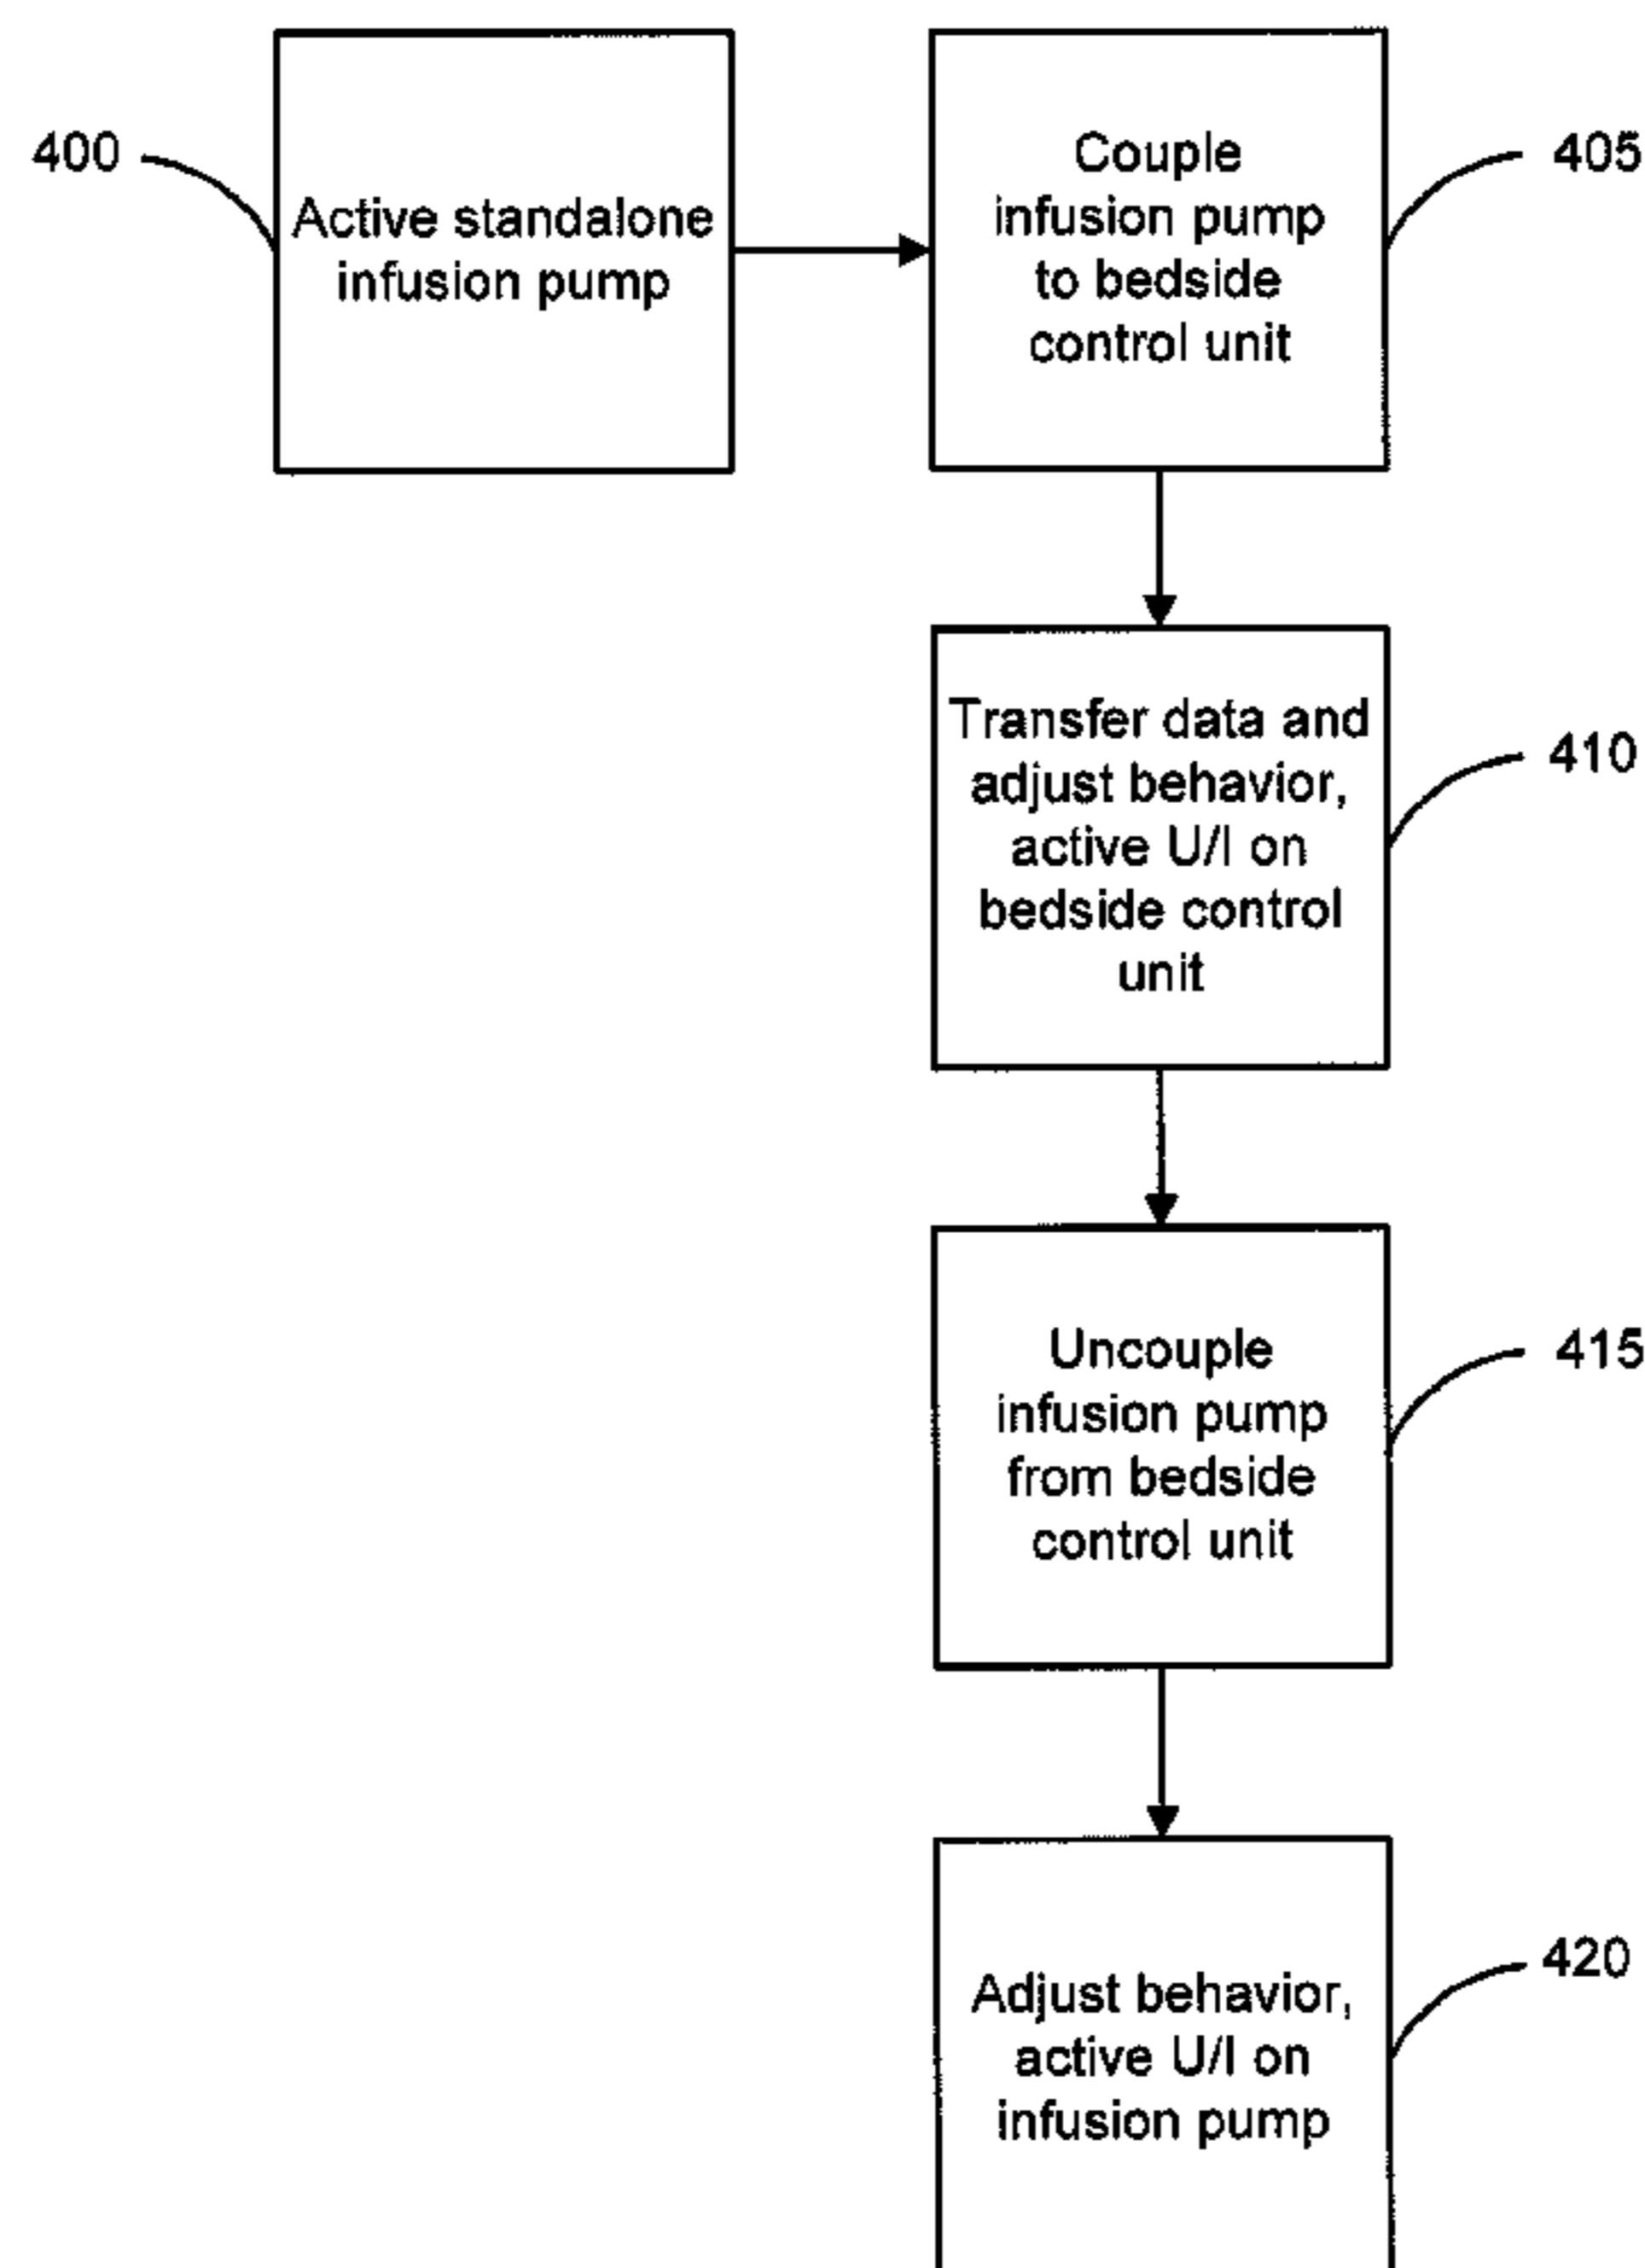 400
Active standalone
infusion pump
Couple
infusion pump
to bedside
control unit
405
Transfer data and
adjust behavior,
active U/I on
bedside control
unit
410
Uncouple
infusion pump
from bedside
control unit
415
Adjust behavior,
active U/I on
infusion pump
420